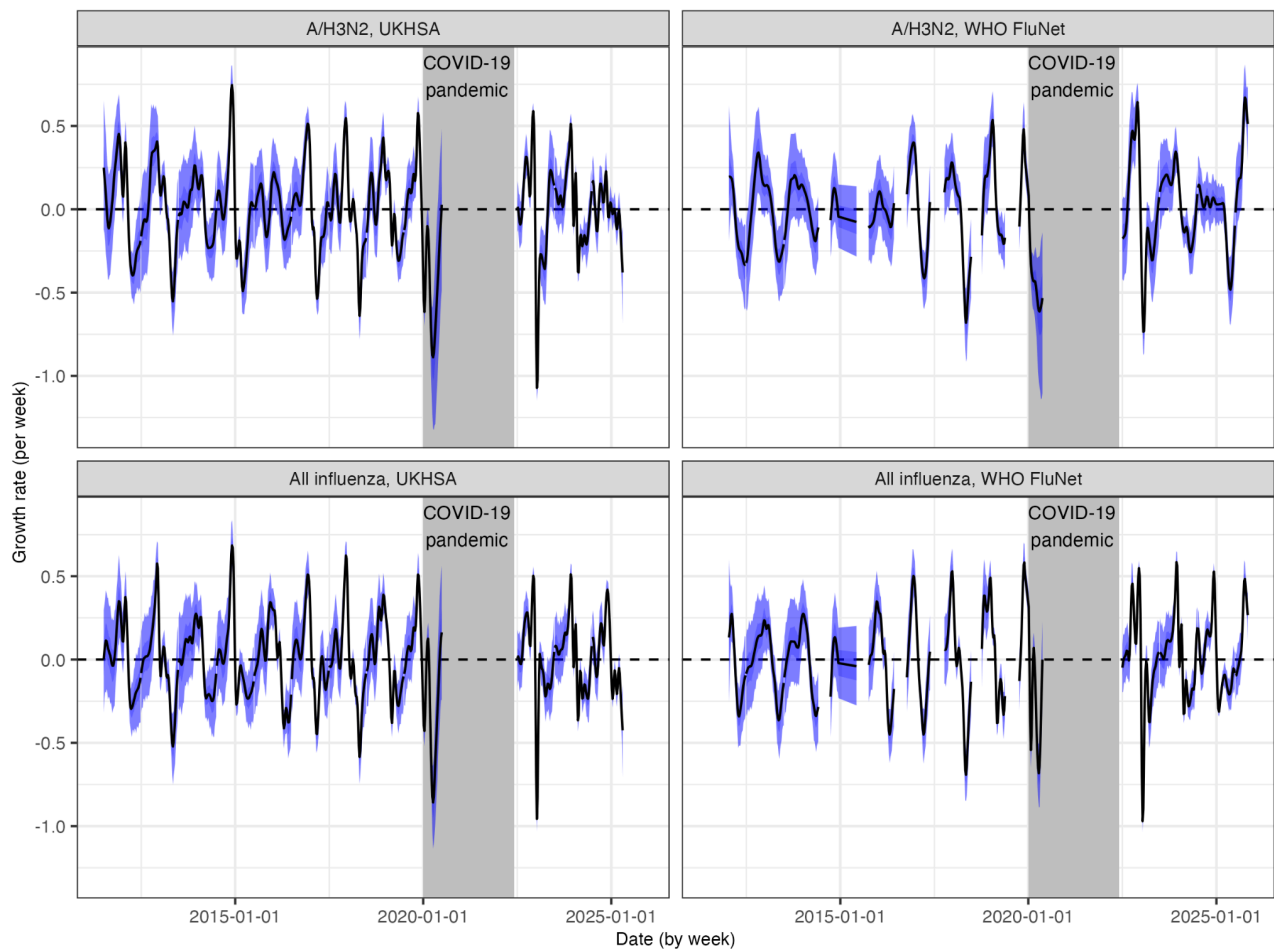 A/H3N2, UKHSA
A/H3N2, WHO FluNet
COVID-19
pandemic
COVID-19
pandemic
0.5
0.0
-0.5
-1.0
Growth rate (per week)
All influenza, UKHSA
All influenza, WHO FluNet
COVID-19
pandemic
COVID-19
pandemic
0.5
0.0
-0.5
-1.0
2015-01-01
2020-01-01
2025-01-01
2015-01-01
2020-01-01
2025-01-01
Date (by week)